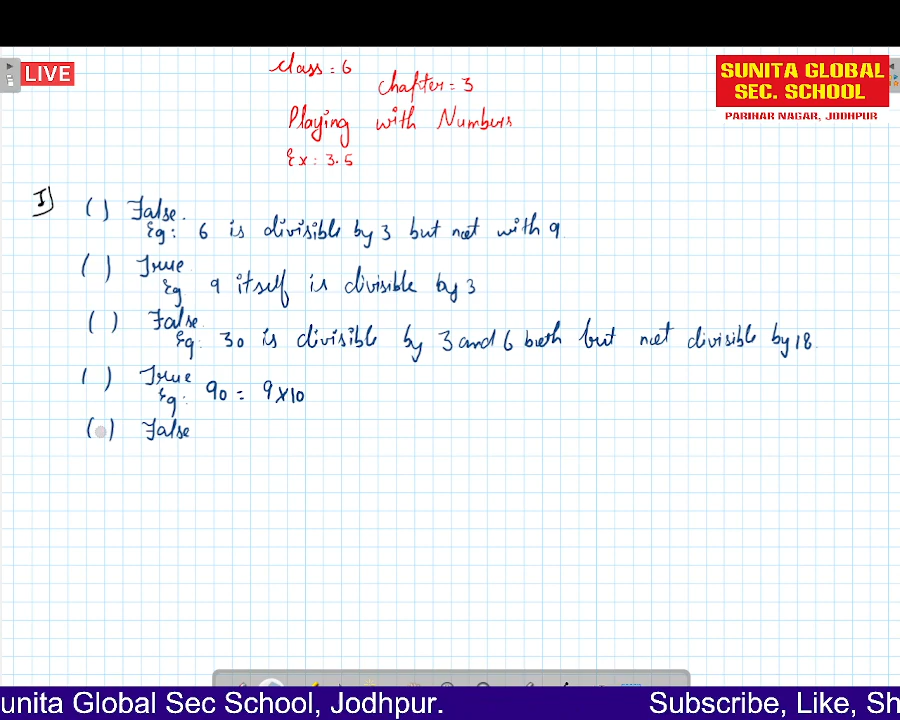 LIVE
SUNITA GLOBAL
SEC. SCHOOL
PARIHAR NAGAR, JODHPUR
class = 6
chapter = 3
Playing with Numbers
Ex : 3.5
I) ( ) False.
Eg: 6 is divisible by 3 but not with 9
( ) True
Eg 9 itself is divisible by 3
( ) False.
Eg: 30 is divisible by 3 and 6 both but not divisible by 18.
( ) True
Eg: 90 = 9 x 10
( ) False
unita Global Sec School, Jodhpur. Subscribe, Like, Sh